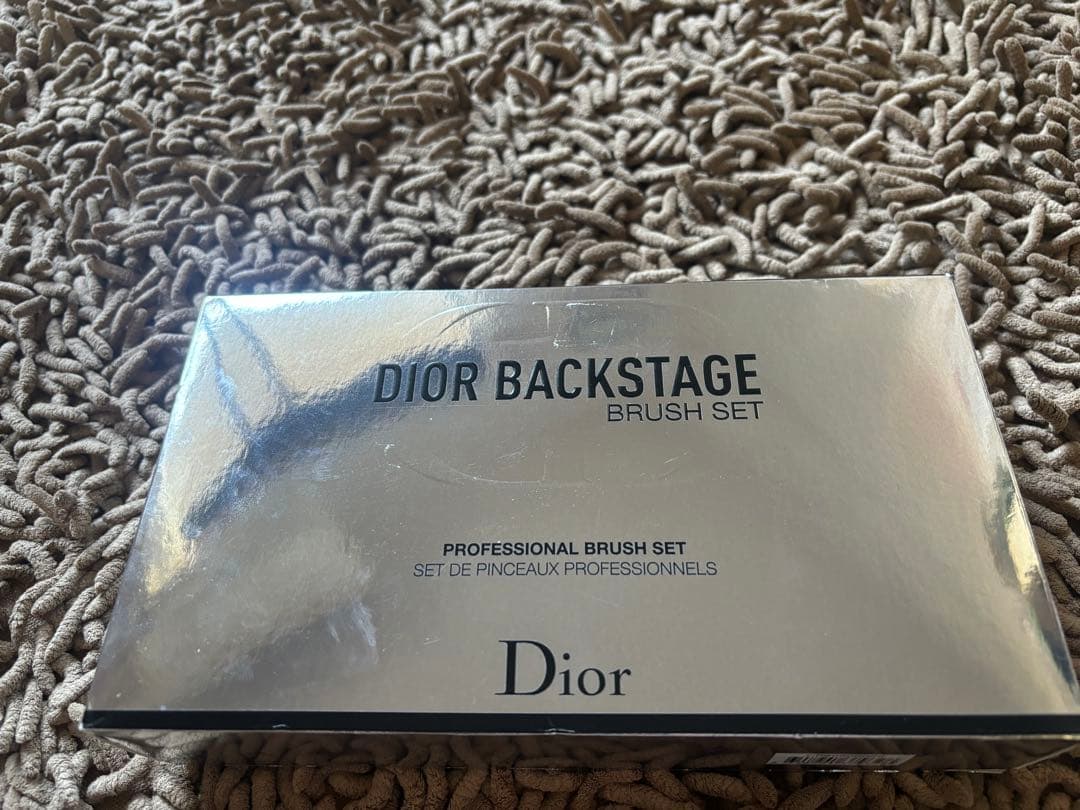 DIOR BACKSTAGE
BRUSH SET
PROFESSIONAL BRUSH SET
SET DE PINCEAUX PROFESSIONNELS
Dior